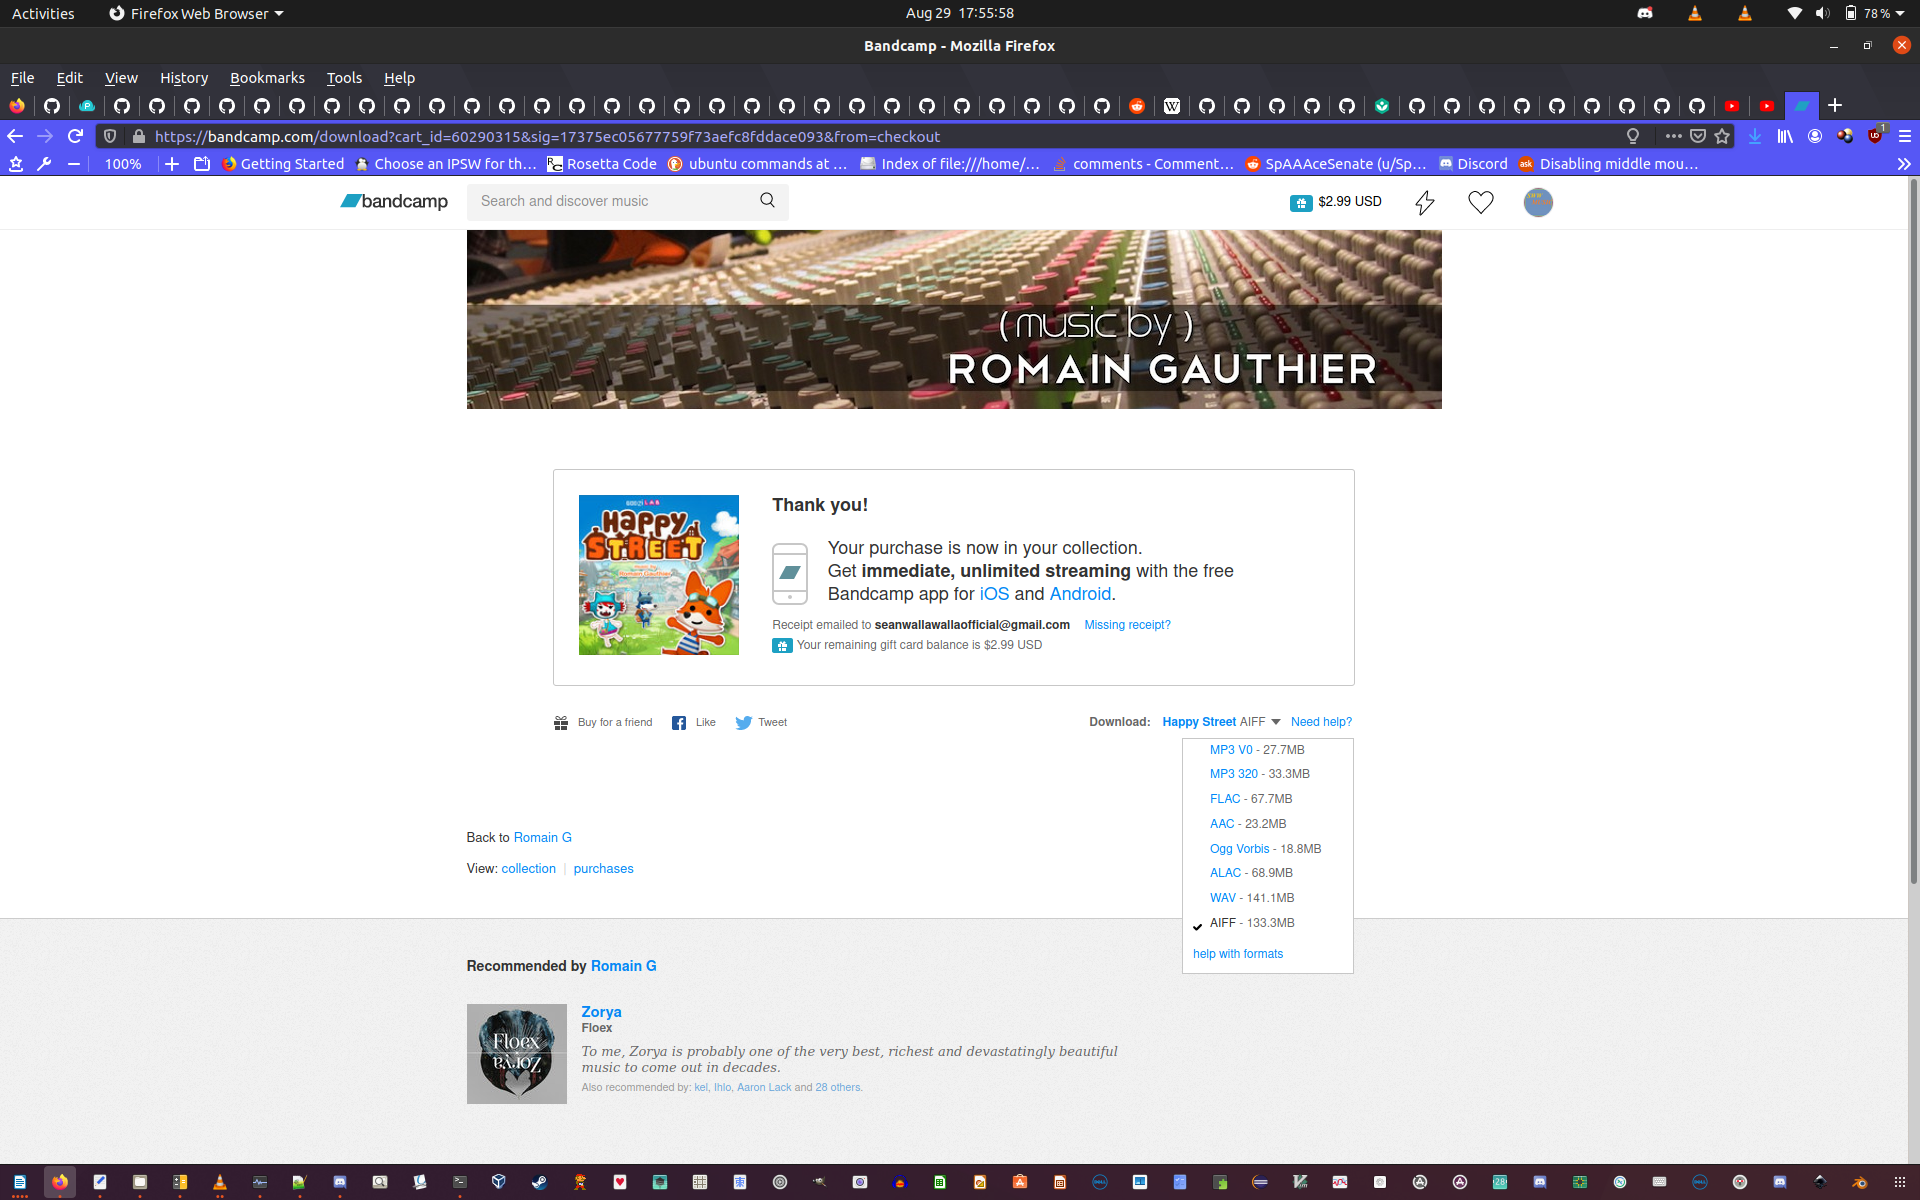 Activities
Firefox Web Browser
Aug 29 17:55:58
78 %
Bandcamp - Mozilla Firefox
File Edit View History Bookmarks Tools Help
https://bandcamp.com/download?cart_id=60290315&sig=17375ec05677759f73aefc8fddace093&from=checkout
1
100%
Getting Started
Choose an IPSW for th…
Rosetta Code
ubuntu commands at …
Index of file:///home/…
comments - Comment…
SpAAAceSenate (u/Sp…
Discord
Disabling middle mou…
bandcamp
Search and discover music
$2.99 USD
(music by)
ROMAIN GAUTHIER
HAPPY
STREET
music by
Romain Gauthier
Thank you!
Your purchase is now in your collection.
Get immediate, unlimited streaming with the free
Bandcamp app for iOS and Android.
Receipt emailed to seanwallawallaofficial@gmail.com Missing receipt?
Your remaining gift card balance is $2.99 USD
Buy for a friend
Like
Tweet
Download: Happy Street AIFF Need help?
MP3 V0 - 27.7MB
MP3 320 - 33.3MB
FLAC - 67.7MB
AAC - 23.2MB
Ogg Vorbis - 18.8MB
ALAC - 68.9MB
WAV - 141.1MB
AIFF - 133.3MB
help with formats
Back to Romain G
View: collection | purchases
Recommended by Romain G
Floex
Zorya
Zorya
Floex
To me, Zorya is probably one of the very best, richest and devastatingly beautiful
music to come out in decades.
Also recommended by: kel, Ihlo, Aaron Lack and 28 others.